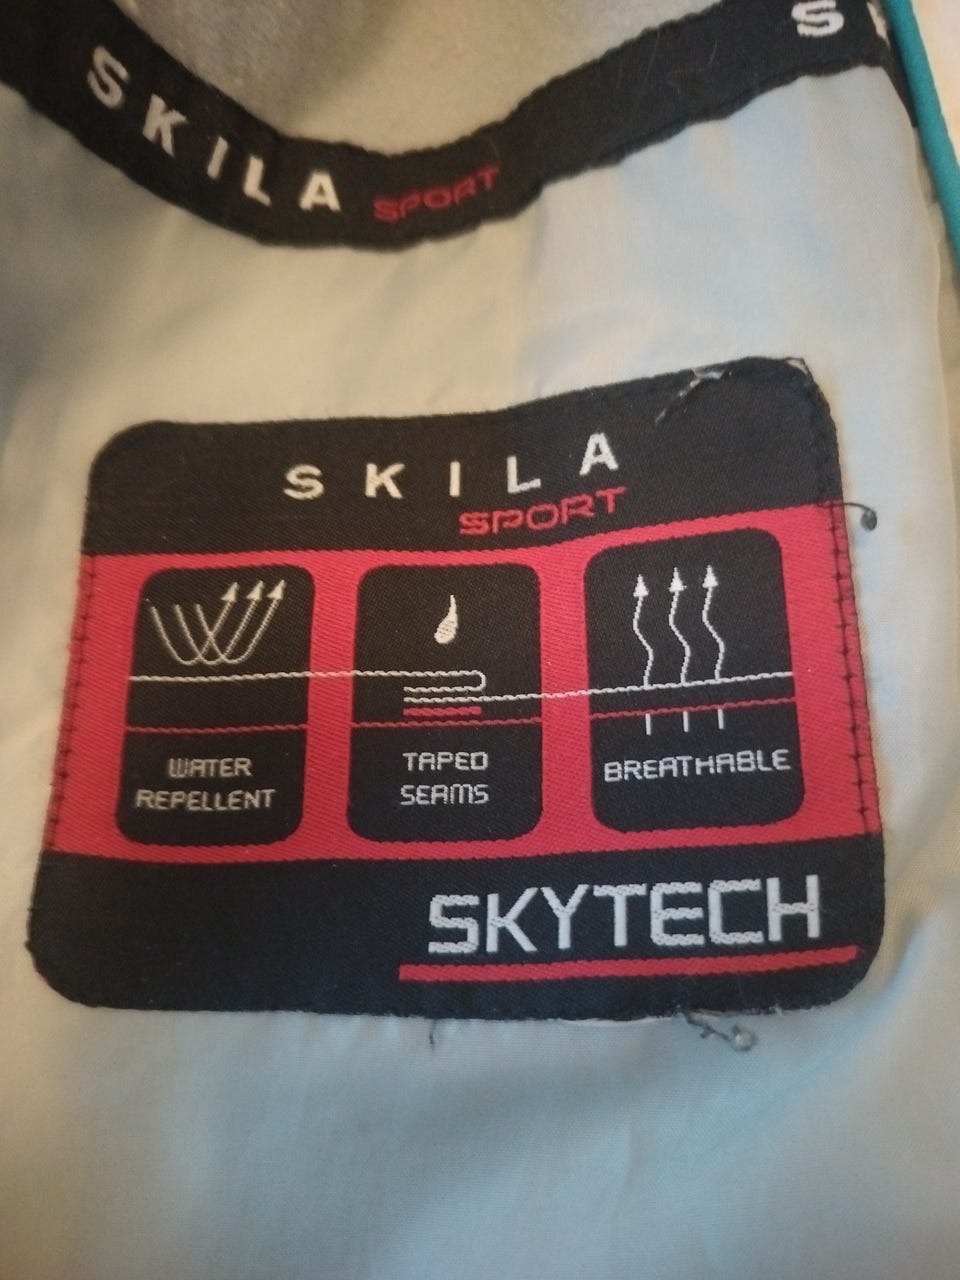 S
SKILA SPORT
SKILA
SPORT
WATER
REPELLENT
TAPED
SEAMS
BREATHABLE
SKYTECH